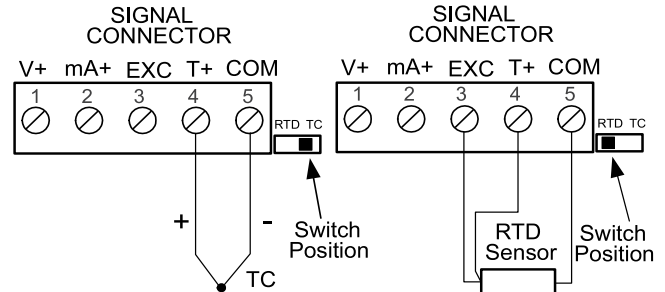 SIGNAL
CONNECTOR
V+ mA+ EXC T+ COM
1 2 3 4 5
RTD TC
+ -
Switch
Position
TC
SIGNAL
CONNECTOR
V+ mA+ EXC T+ COM
1 2 3 4 5
RTD TC
RTD
Sensor
Switch
Position